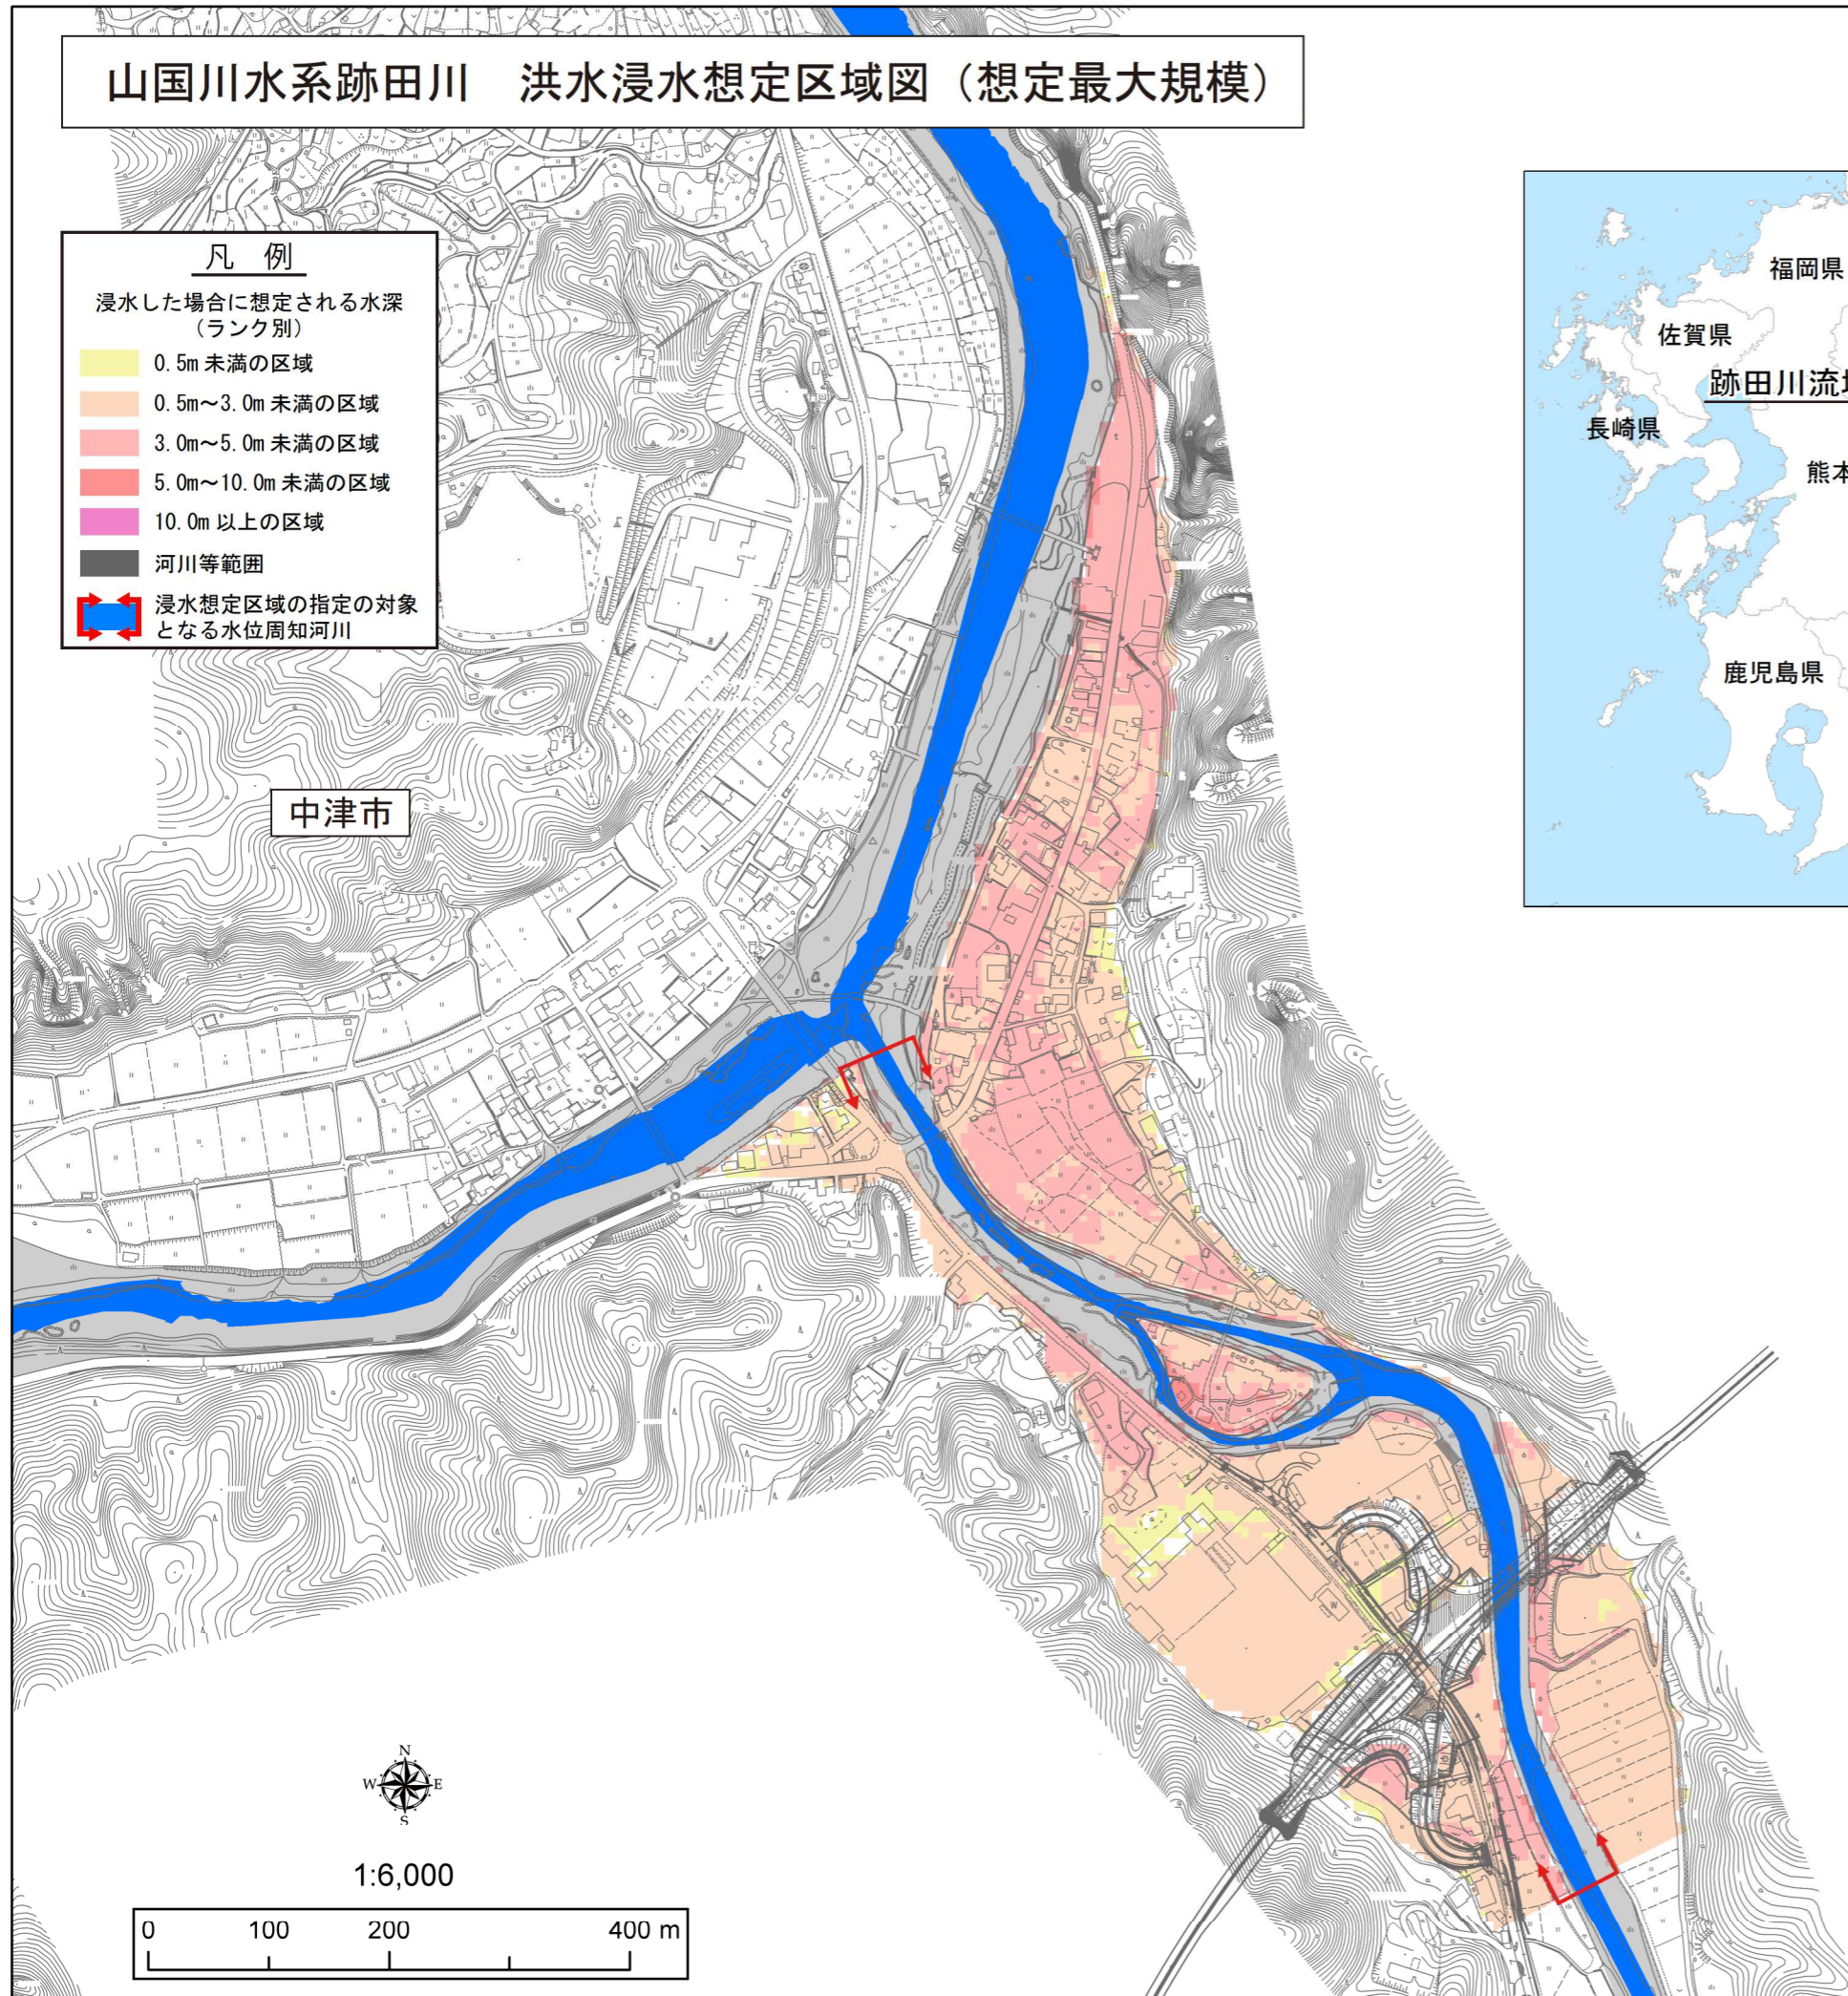 山国川水系跡田川　洪水浸水想定区域図（想定最大規模）
凡　例
浸水した場合に想定される水深
（ランク別）
0.5m 未満の区域
0.5m～3.0m 未満の区域
3.0m～5.0m 未満の区域
5.0m～10.0m 未満の区域
10.0m 以上の区域
河川等範囲
浸水想定区域の指定の対象
となる水位周知河川
福岡県
佐賀県
跡田川流
長崎県
熊本
鹿児島県
中津市
N
W E
S
1:6,000
0 100 200 400 m